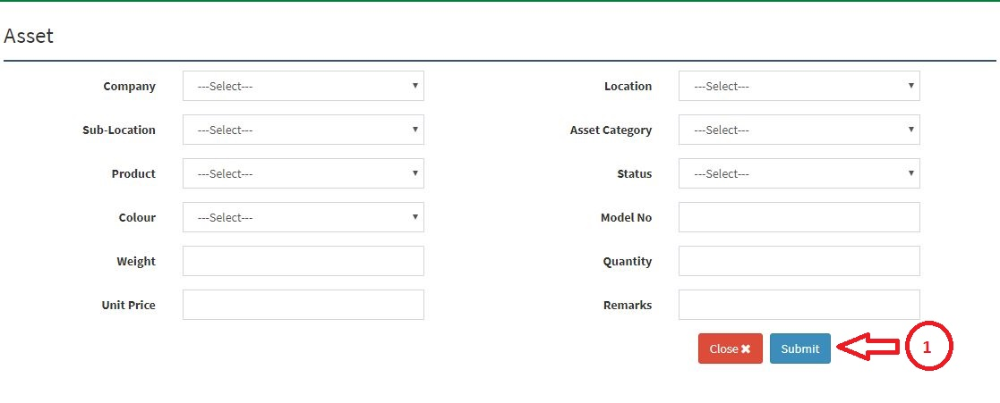 Asset
Company ---Select--- Location ---Select---
Sub-Location ---Select--- Asset Category ---Select---
Product ---Select--- Status ---Select---
Colour ---Select--- Model No
Weight Quantity
Unit Price Remarks
Close ✖ Submit 1